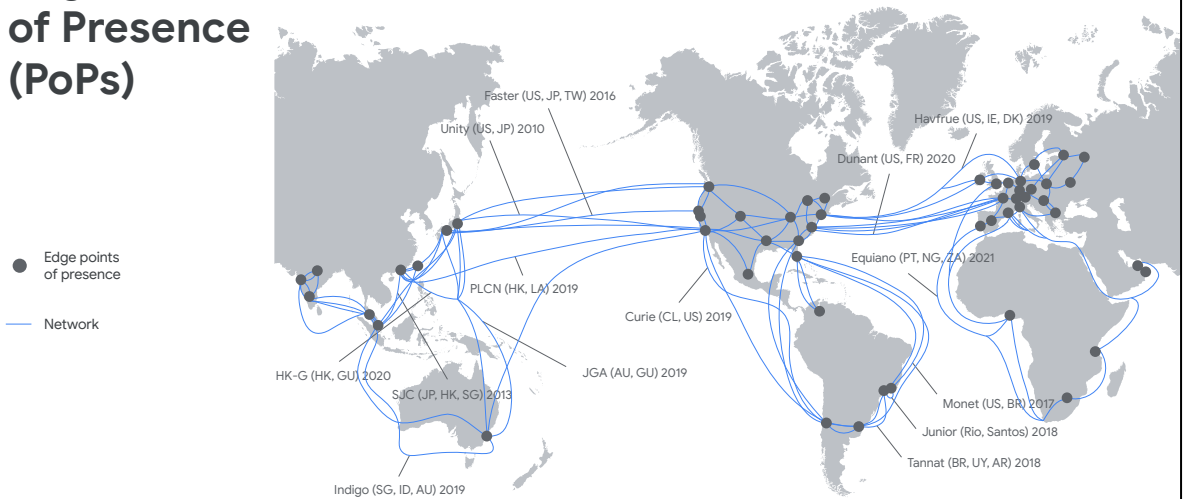 of Presence
(PoPs)
Faster (US, JP, TW) 2016
Unity (US, JP) 2010
Havfrue (US, IE, DK) 2019
Dunant (US, FR) 2020
Edge points
of presence
Equiano (PT, NG, ZA) 2021
PLCN (HK, LA) 2019
Network
Curie (CL, US) 2019
HK-G (HK, GU) 2020
JGA (AU, GU) 2019
SJC (JP, HK, SG) 2013
Monet (US, BR) 2017
Junior (Rio, Santos) 2018
Tannat (BR, UY, AR) 2018
Indigo (SG, ID, AU) 2019